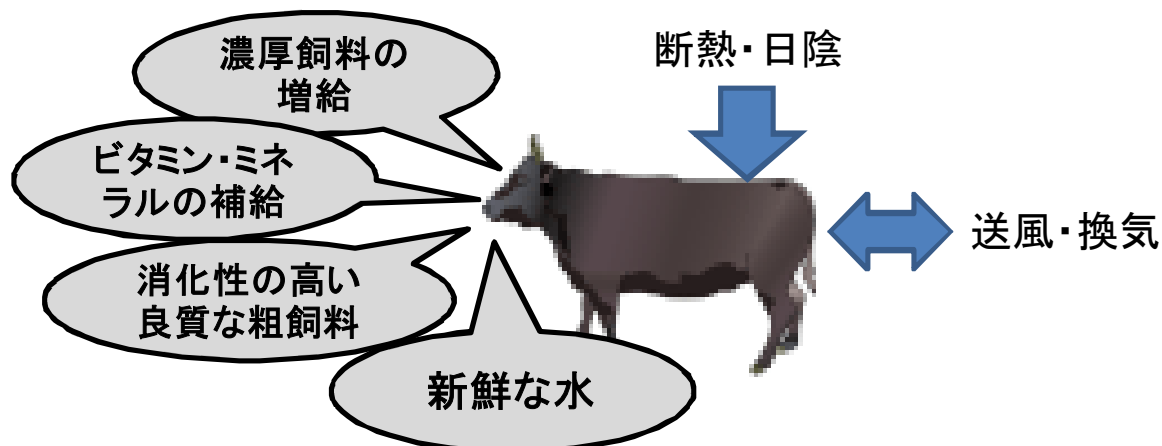 濃厚飼料の
増給
断熱・日陰
ビタミン・ミネ
ラルの補給
送風・換気
消化性の高い
良質な粗飼料
新鮮な水